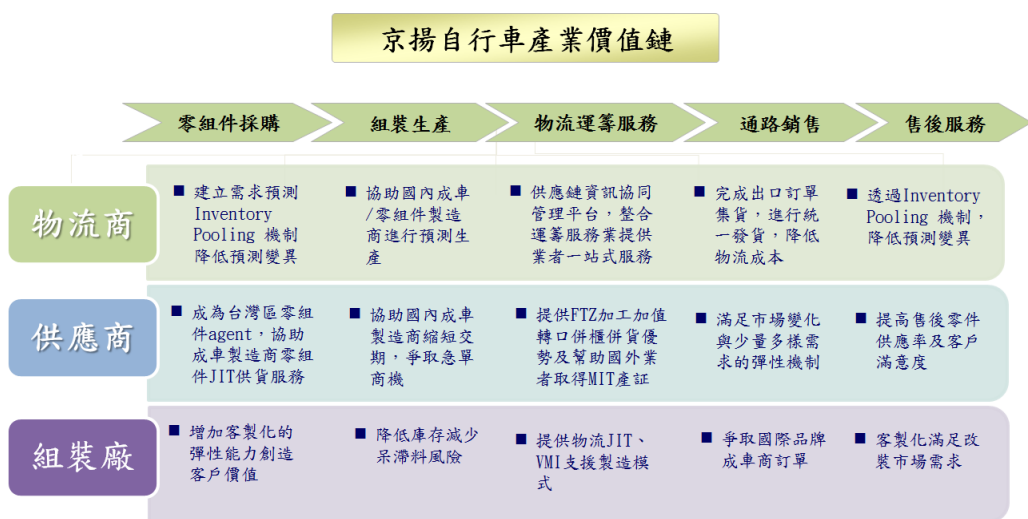 京揚自行車產業價值鏈
零組件採購
組裝生產
物流運籌服務
通路銷售
售後服務
物流商
■ 建立需求預測
Inventory
Pooling 機制
降低預測變異
■ 協助國內成車
/零組件製造
商進行預測生
產
■ 供應鏈資訊協同
管理平台，整合
運籌服務業提供
業者一站式服務
■ 完成出口訂單
集貨，進行統
一發貨，降低
物流成本
■ 透過Inventory
Pooling 機制，
降低預測變異
供應商
■ 成為台灣區零組
件agent，協助
成車製造商零組
件JIT供貨服務
■ 協助國內成車
製造商縮短交
期，爭取急單
商機
■ 提供FTZ加工加值
轉口併櫃併貨優
勢及幫助國外業
者取得MIT產証
■ 滿足市場變化
與少量多樣需
求的彈性機制
■ 提高售後零件
供應率及客戶
滿意度
組裝廠
■ 增加客製化的
彈性能力創造
客戶價值
■ 降低庫存減少
呆滯料風險
■ 提供物流JIT、
VMI支援製造模
式
■ 爭取國際品牌
成車商訂單
■ 客製化滿足改
裝市場需求